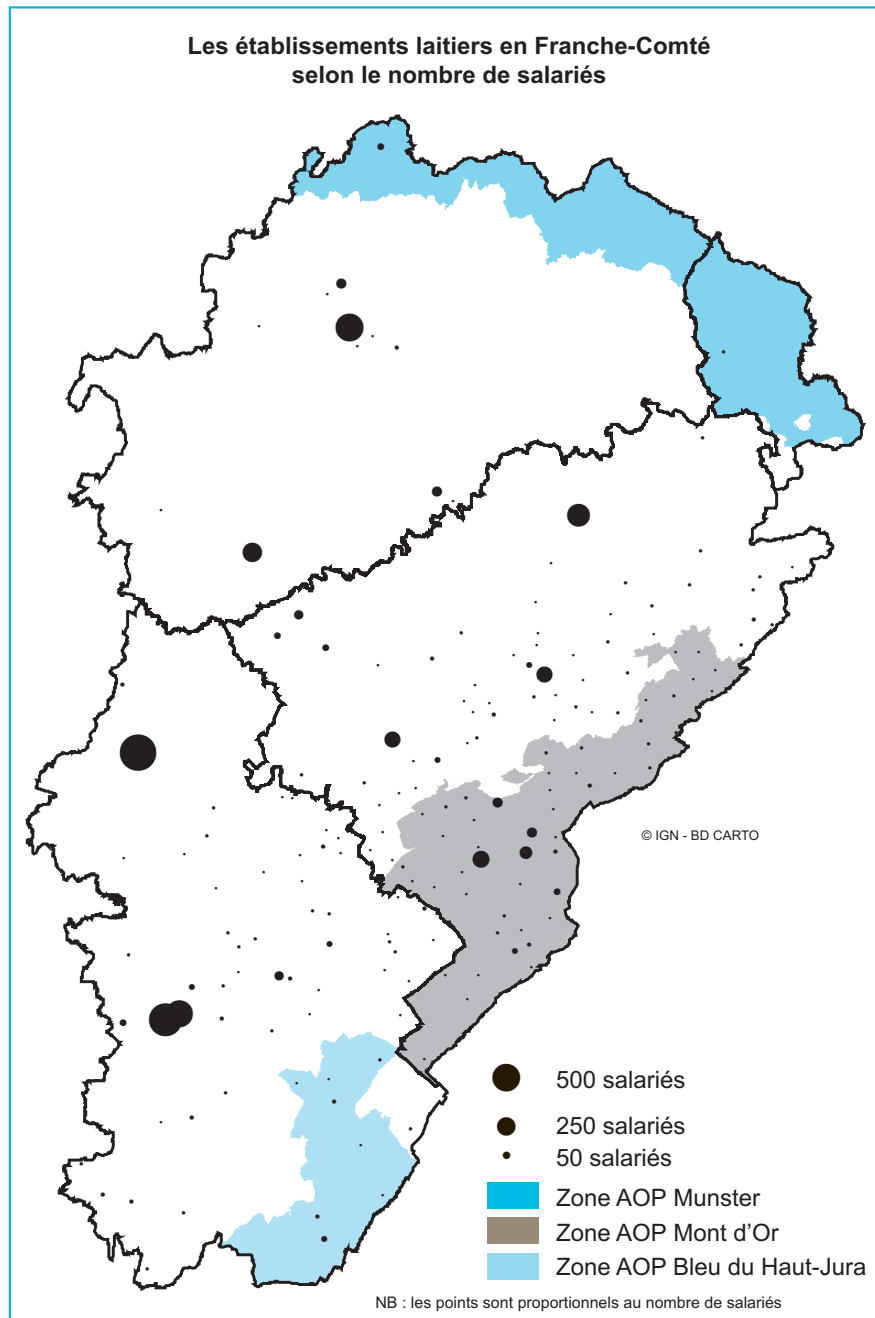 Les établissements laitiers en Franche-Comté
selon le nombre de salariés
© IGN - BD CARTO
500 salariés
250 salariés
50 salariés
Zone AOP Munster
Zone AOP Mont d'Or
Zone AOP Bleu du Haut-Jura
NB : les points sont proportionnels au nombre de salariés